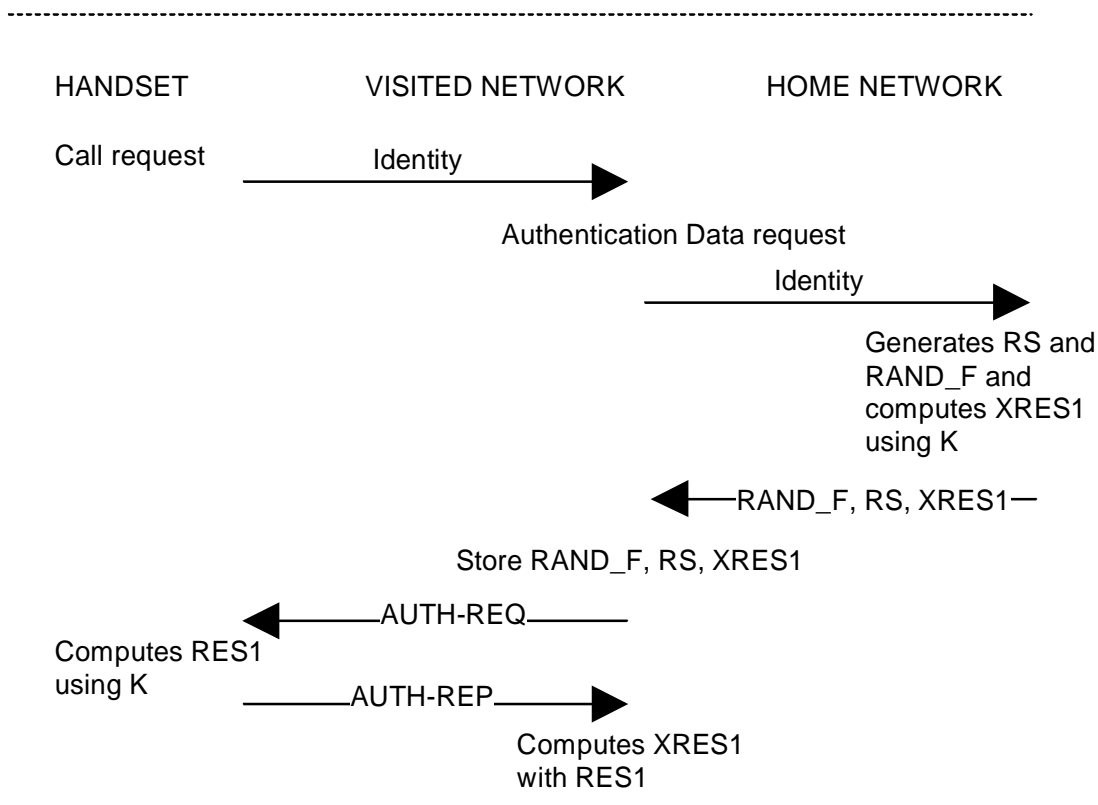 HANDSET VISITED NETWORK HOME NETWORK
Call request Identity
Authentication Data request
Identity
Generates RS and
RAND_F and
computes XRES1
using K
RAND_F, RS, XRES1
Store RAND_F, RS, XRES1
AUTH-REQ
Computes RES1
using K
AUTH-REP
Computes XRES1
with RES1